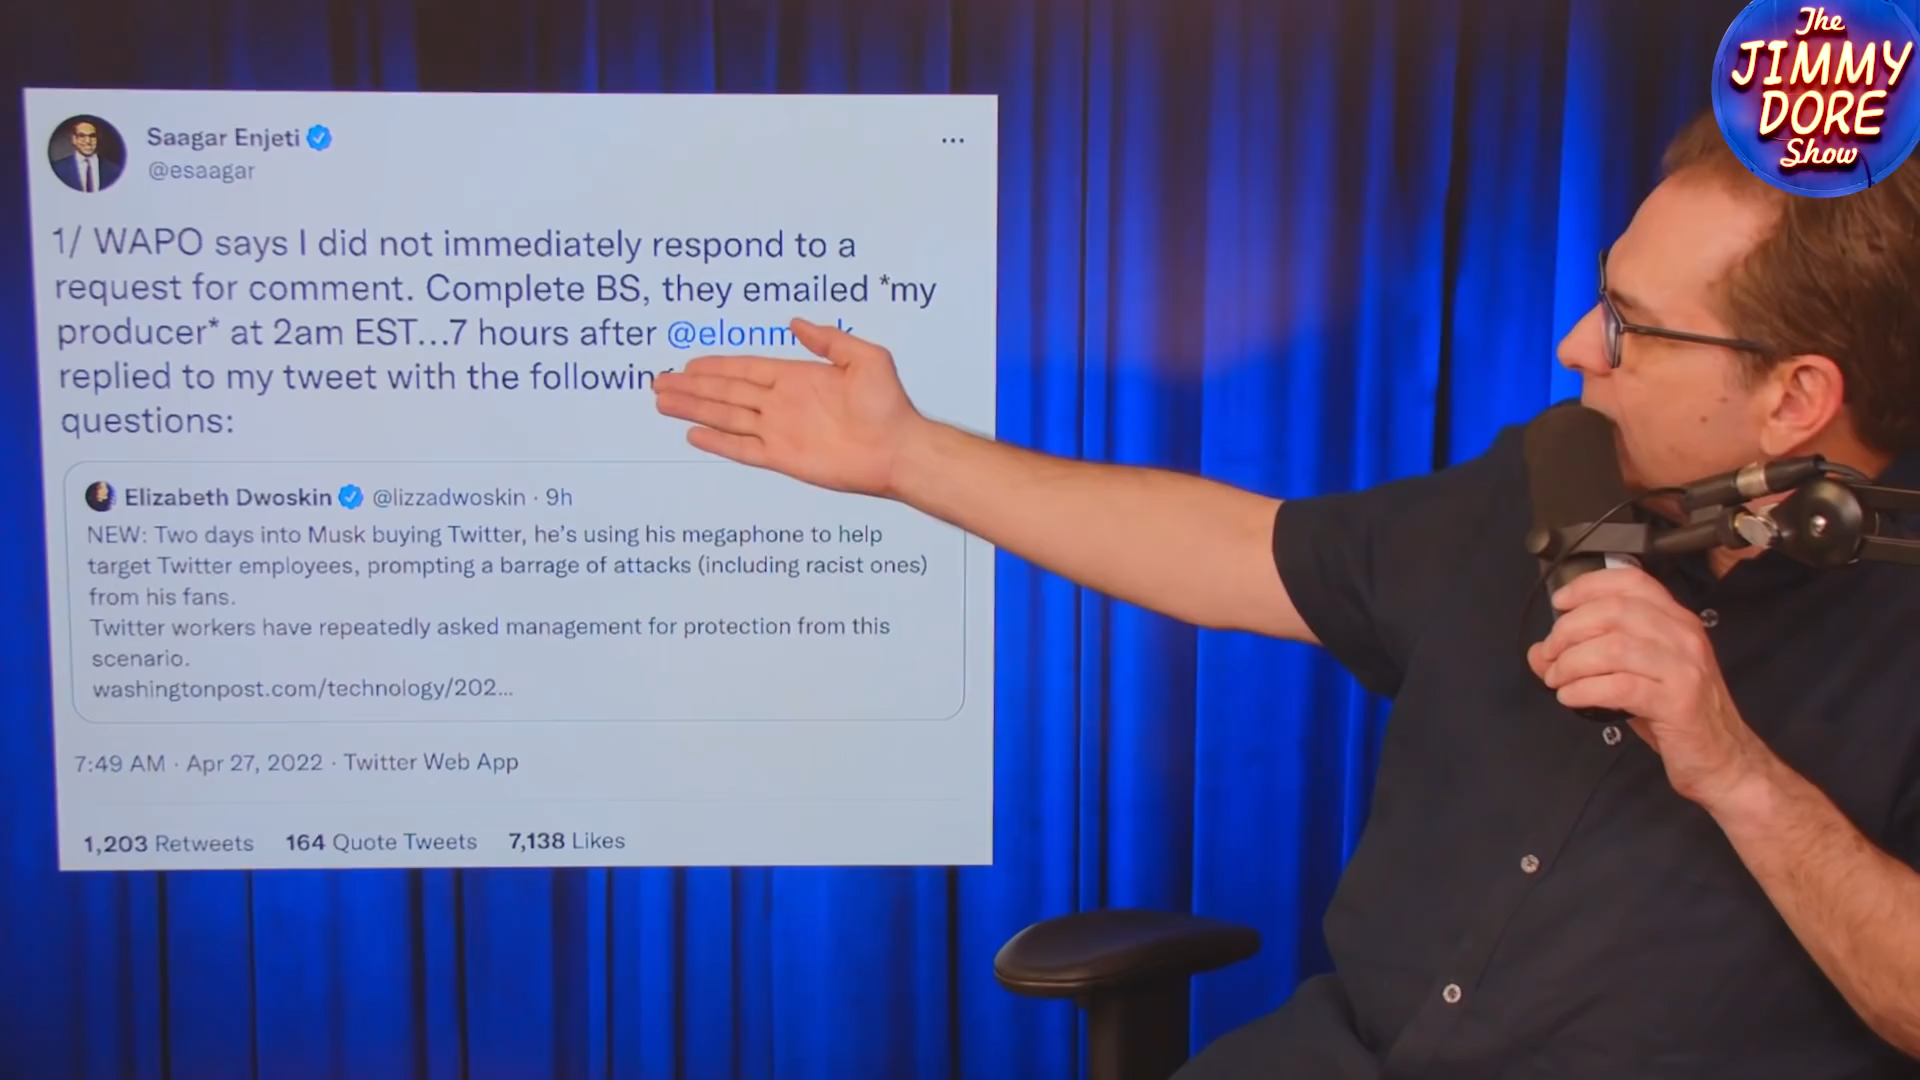 The
JIMMY
DORE
Show
Saagar Enjeti
@esaagar
1/ WAPO says I did not immediately respond to a
request for comment. Complete BS, they emailed *my
producer* at 2am EST...7 hours after
replied to my tweet with the following
questions:
Elizabeth Dwoskin @lizzadwoskin · 9h
NEW: Two days into Musk buying Twitter, he's using his megaphone to help
target Twitter employees, prompting a barrage of attacks (including racist ones)
from his fans.
Twitter workers have repeatedly asked management for protection from this
scenario.
washingtonpost.com/technology/202...
7:49 AM · Apr 27, 2022 · Twitter Web App
1,203 Retweets 164 Quote Tweets 7,138 Likes